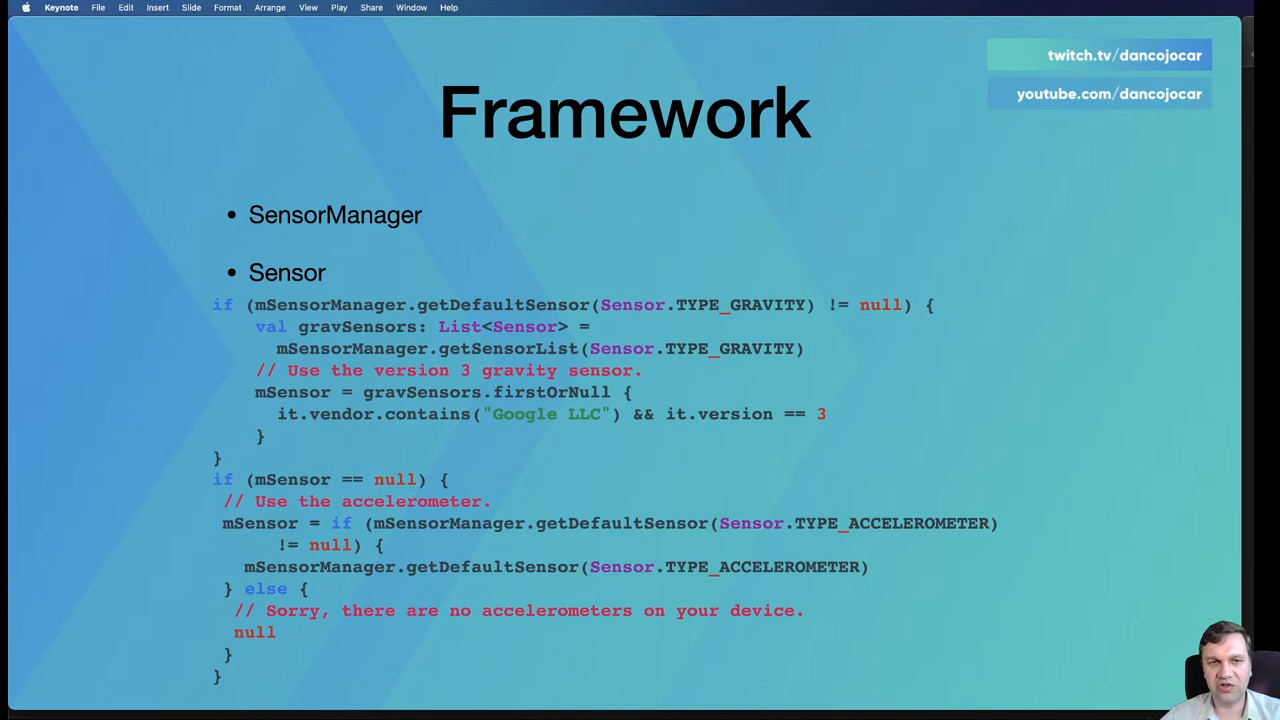 Keynote File Edit Insert Slide Format Arrange View Play Share Window Help
twitch.tv/dancojocar
youtube.com/dancojocar
Framework
• SensorManager
• Sensor
if (mSensorManager.getDefaultSensor(Sensor.TYPE_GRAVITY) != null) {
    val gravSensors: List<Sensor> =
      mSensorManager.getSensorList(Sensor.TYPE_GRAVITY)
    // Use the version 3 gravity sensor.
    mSensor = gravSensors.firstOrNull {
      it.vendor.contains("Google LLC") && it.version == 3
    }
}
if (mSensor == null) {
 // Use the accelerometer.
 mSensor = if (mSensorManager.getDefaultSensor(Sensor.TYPE_ACCELEROMETER)
      != null) {
   mSensorManager.getDefaultSensor(Sensor.TYPE_ACCELEROMETER)
 } else {
  // Sorry, there are no accelerometers on your device.
  null
 }
}